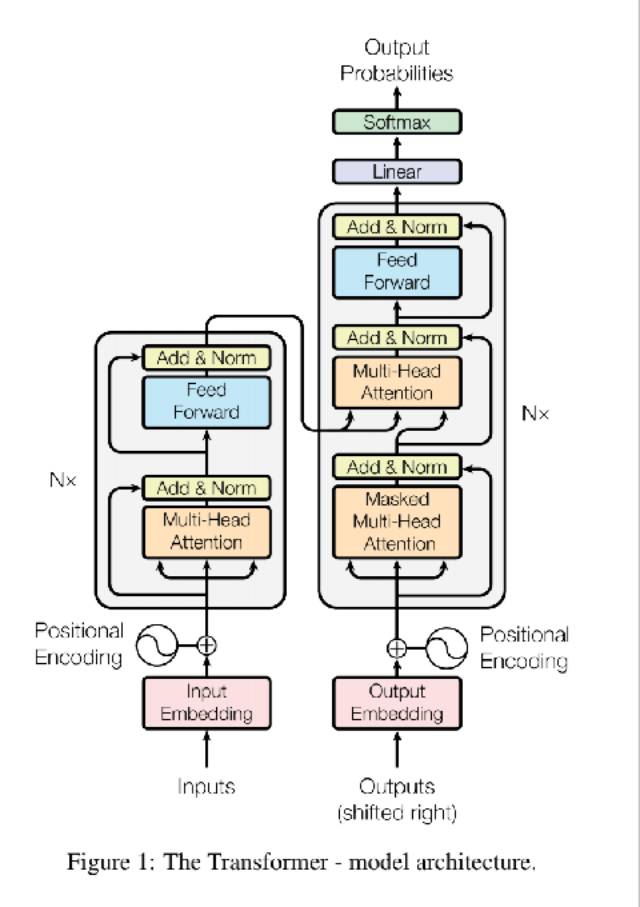 Output
Probabilities
Softmax
Linear
Add & Norm
Feed
Forward
Add & Norm
Multi-Head
Attention
Nx
Add & Norm
Masked
Multi-Head
Attention
Add & Norm
Feed
Forward
Nx
Add & Norm
Multi-Head
Attention
Positional
Encoding
Positional
Encoding
Input
Embedding
Output
Embedding
Inputs
Outputs
(shifted right)
Figure 1: The Transformer - model architecture.